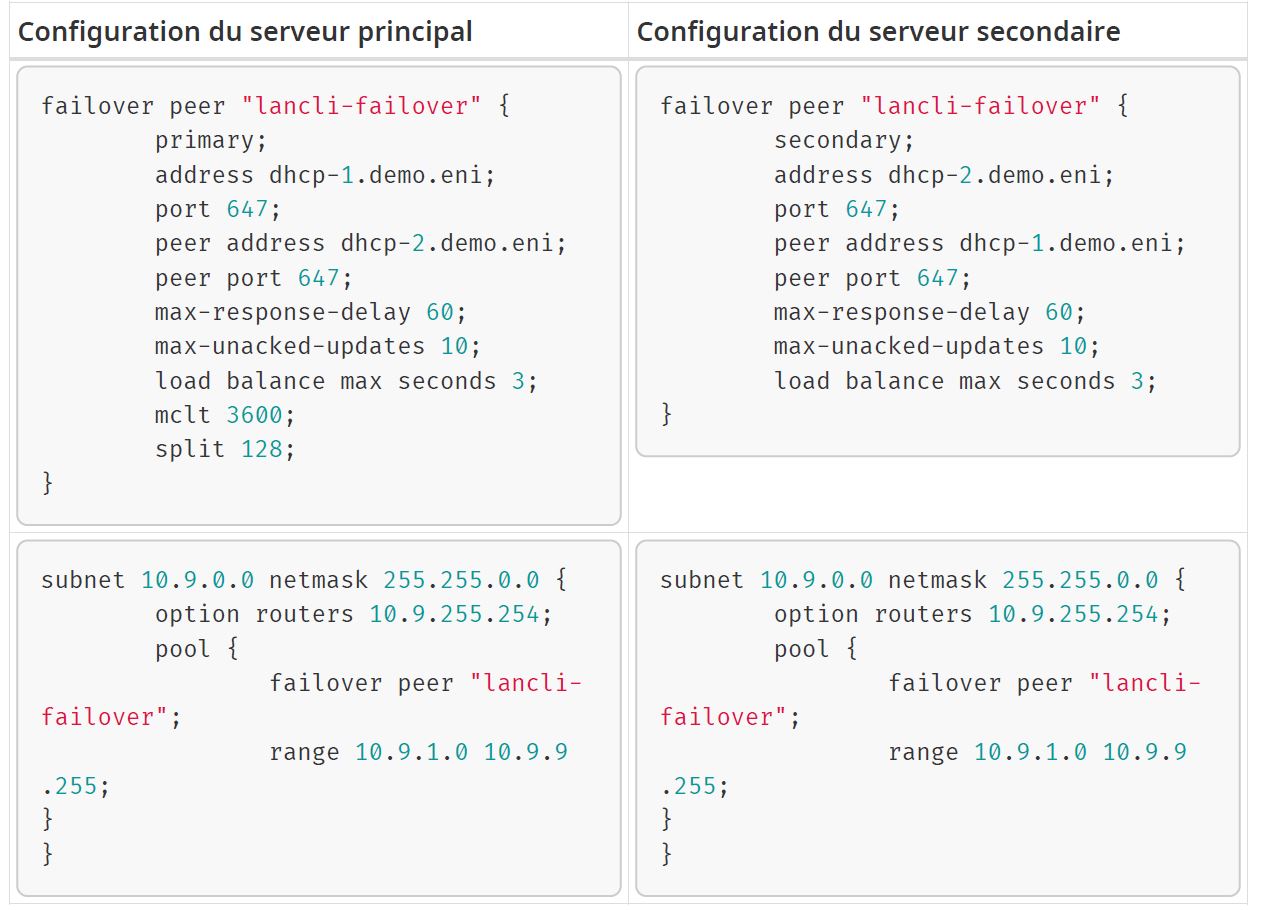 Configuration du serveur principal
failover peer "lancli-failover" {
primary;
address dhcp-1.demo.eni;
port 647;
peer address dhcp-2.demo.eni;
peer port 647;
max-response-delay 60;
max-unacked-updates 10;
load balance max seconds 3;
mclt 3600;
split 128;
}
Configuration du serveur secondaire
failover peer "lancli-failover" {
secondary;
address dhcp-2.demo.eni;
port 647;
peer address dhcp-1.demo.eni;
peer port 647;
max-response-delay 60;
max-unacked-updates 10;
load balance max seconds 3;
}
subnet 10.9.0.0 netmask 255.255.0.0 {
option routers 10.9.255.254;
pool {
failover peer "lancli-
failover";
range 10.9.1.0 10.9.9
.255;
}
}
subnet 10.9.0.0 netmask 255.255.0.0 {
option routers 10.9.255.254;
pool {
failover peer "lancli-
failover";
range 10.9.1.0 10.9.9
.255;
}
}